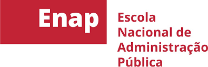 Enap
Escola
Nacional de
Administração
Pública